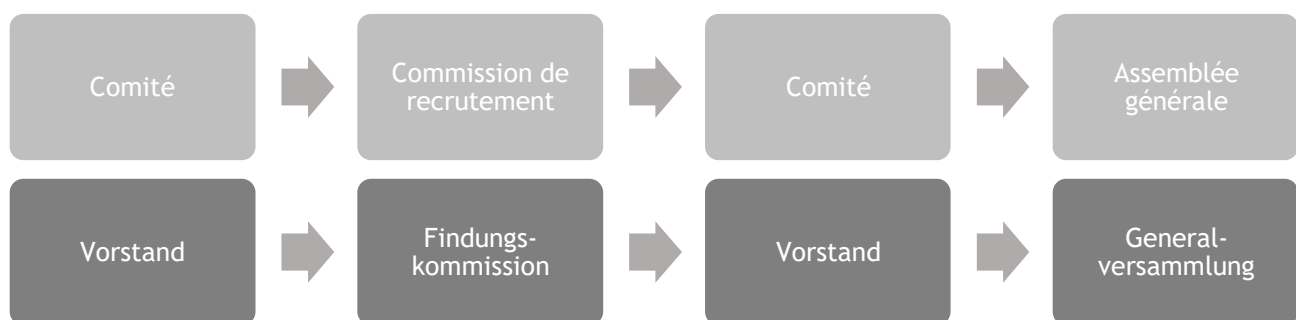 Comité
Commission de
recrutement
Comité
Assemblée
générale
Vorstand
Findungs-
kommission
Vorstand
General-
versammlung